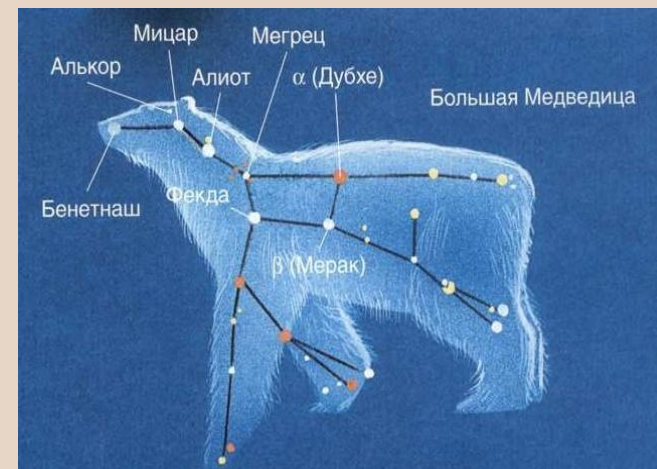 Мицар
Мегрец
Алькор
Алиот
α (Дубхе)
Большая Медведица
Бенетнаш
Фекда
β (Мерак)